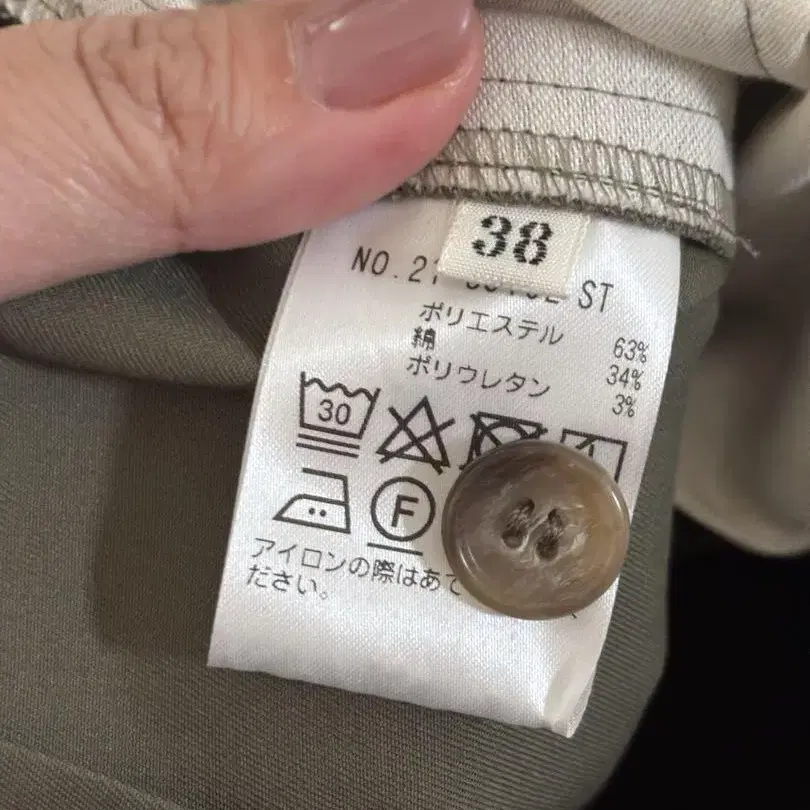 38
NO.21 ST
ポリエステル 63%
綿 34%
ポリウレタン 3%
30
F
アイロンの際はあて
ださい。